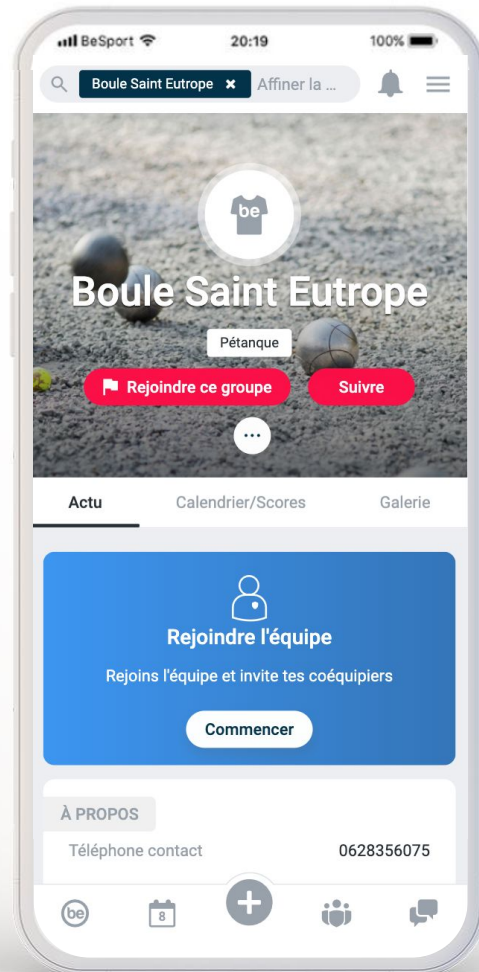 BeSport 20:19 100%
Boule Saint Eutrope × Affiner la ...
be
Boule Saint Eutrope
Pétanque
Rejoindre ce groupe Suivre
...
Actu Calendrier/Scores Galerie
Rejoindre l'équipe
Rejoins l'équipe et invite tes coéquipiers
Commencer
À PROPOS
Téléphone contact 0628356075
be 8 +